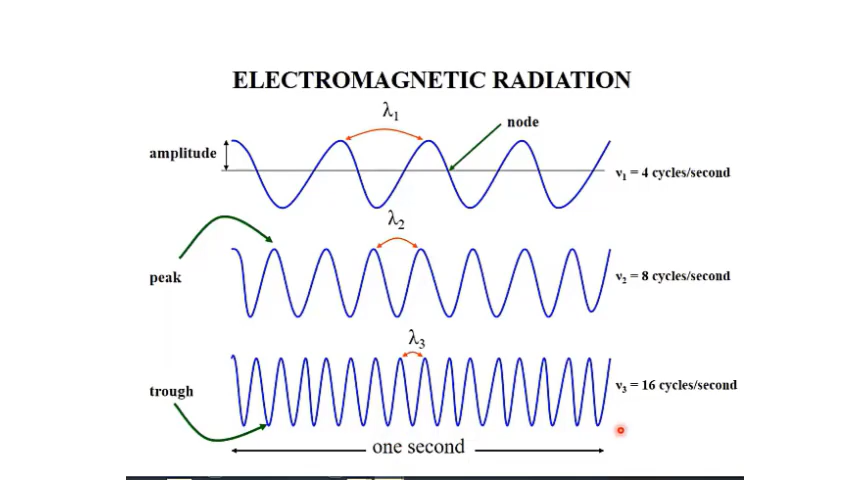 ELECTROMAGNETIC RADIATION
λ1
node
amplitude
ν1 = 4 cycles/second
λ2
peak
ν2 = 8 cycles/second
λ3
trough
ν3 = 16 cycles/second
one second